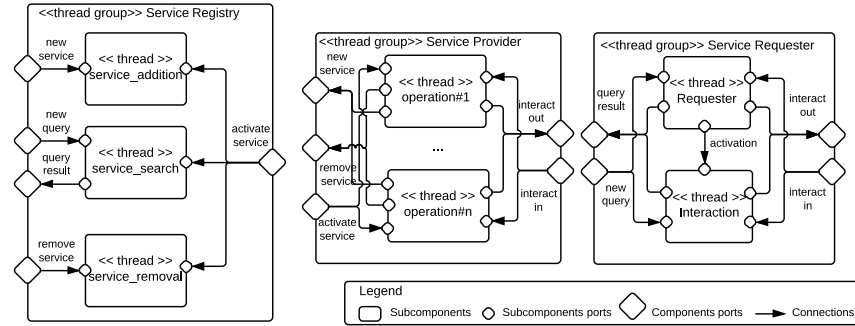 <<thread group>> Service Registry
new
service
<< thread >>
service_addition
new
query
query
result
<< thread >>
service_search
activate
service
remove
service
<< thread >>
service_removal
<<thread group>> Service Provider
new
service
<< thread >>
operation#1
interact
out
...
remove
service
<< thread >>
operation#n
interact
in
activate
service
<<thread group>> Service Requester
<< thread >>
Requester
query
result
interact
out
activation
new
query
<< thread >>
Interaction
interact
in
Legend
Subcomponents
Subcomponents ports
Components ports
Connections